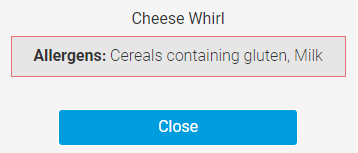 Cheese Whirl
Allergens: Cereals containing gluten, Milk
Close